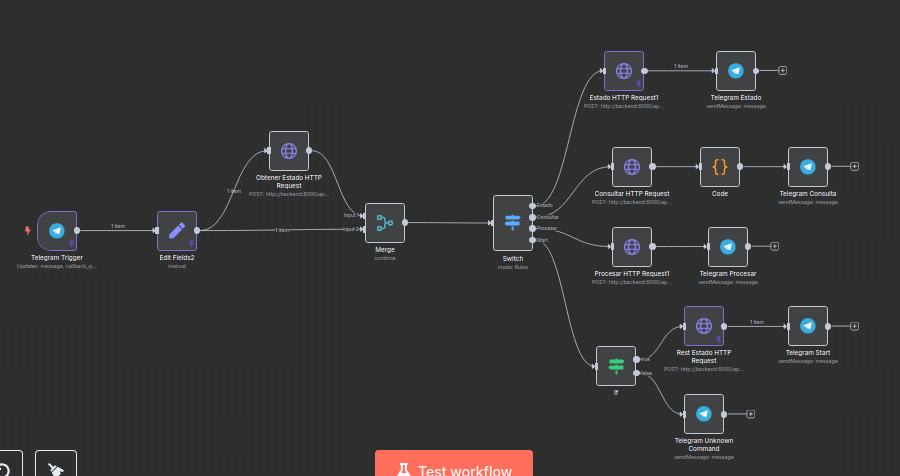 Estado HTTP Request1
POST: http://backend:8000/ap...
1 item
Telegram Estado
sendMessage: message
Obtener Estado HTTP
Request
POST: http://backend:8000/ap...
1 item
Consultar HTTP Request
POST: http://backend:8000/ap...
Code
Telegram Consulta
sendMessage: message
Telegram Trigger
Updates: message, callback_q...
1 item
Edit Fields2
manual
1 item
Input 1
Input 2
Merge
combine
Estado
Consultar
Procesar
Start
Switch
mode: Rules
Procesar HTTP Request1
POST: http://backend:8000/ap...
Telegram Procesar
sendMessage: message
true
false
If
Rest Estado HTTP
Request
POST: http://backend:8000/ap...
1 item
Telegram Start
sendMessage: message
Telegram Unknown
Command
sendMessage: message
Test workflow